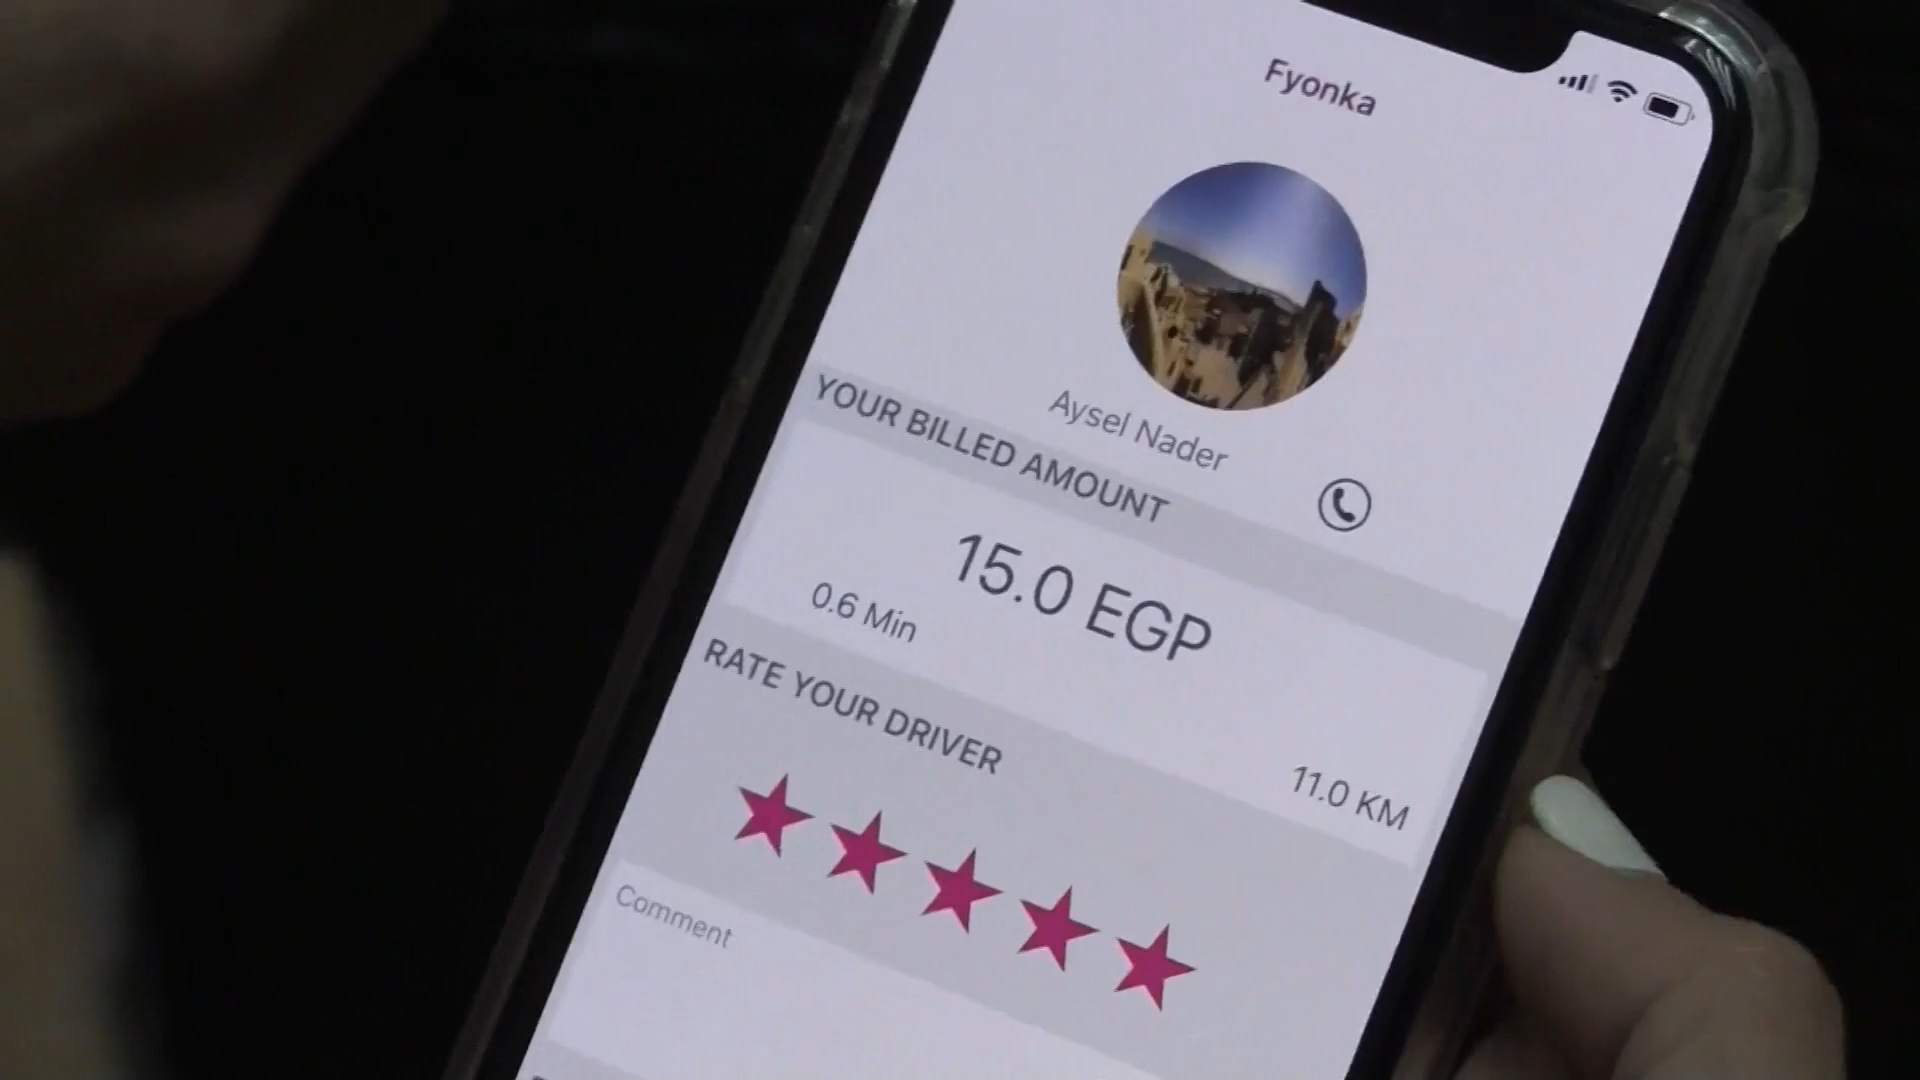 Fyonka
Aysel Nader
YOUR BILLED AMOUNT
15.0 EGP
0.6 Min
11.0 KM
RATE YOUR DRIVER
Comment